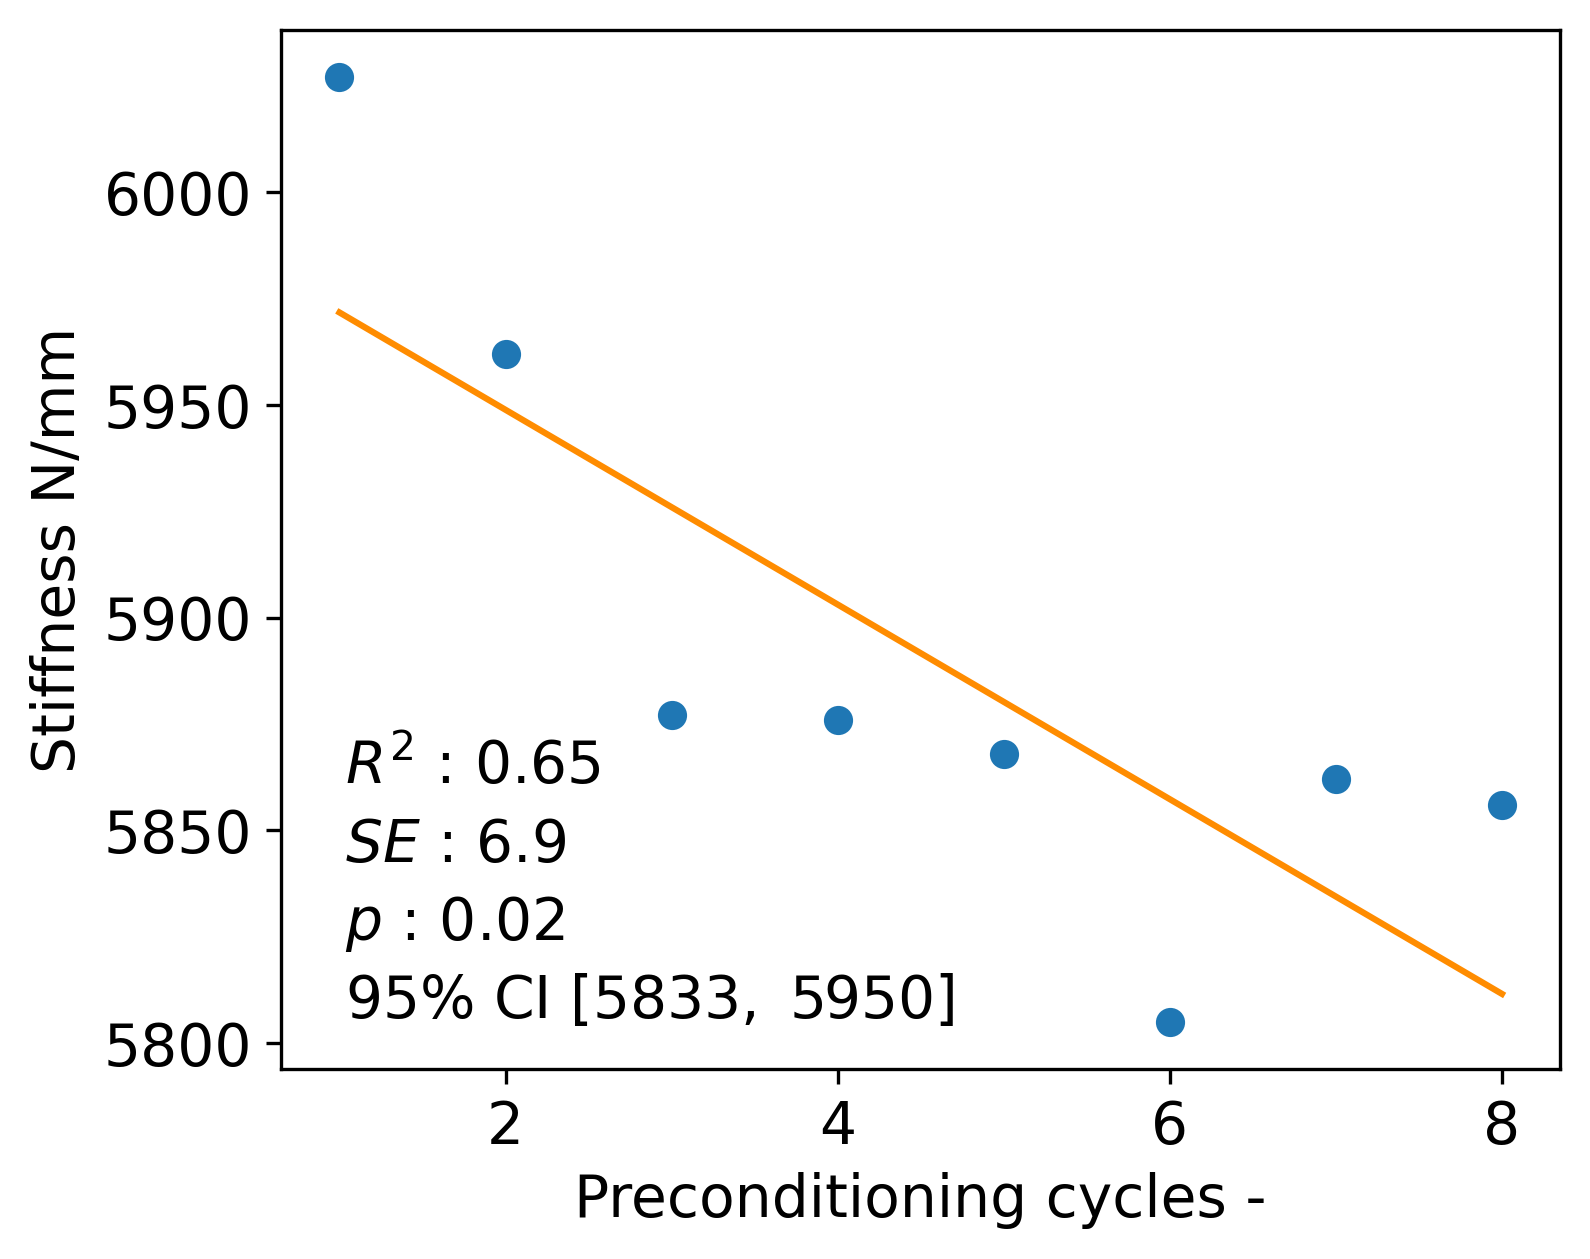 6000
5950
5900
5850
5800
Stiffness N/mm
R² : 0.65
SE : 6.9
p : 0.02
95% CI [5833, 5950]
2 4 6 8
Preconditioning cycles -